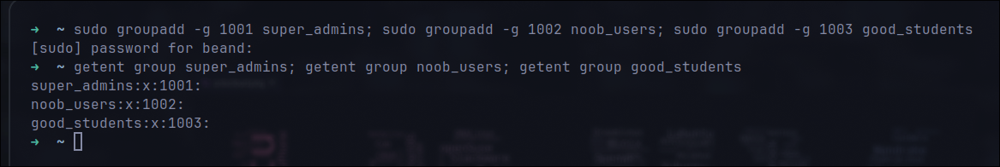 → ~ sudo groupadd -g 1001 super_admins; sudo groupadd -g 1002 noob_users; sudo groupadd -g 1003 good_students
[sudo] password for beand:
→ ~ getent group super_admins; getent group noob_users; getent group good_students
super_admins:x:1001:
noob_users:x:1002:
good_students:x:1003:
→ ~